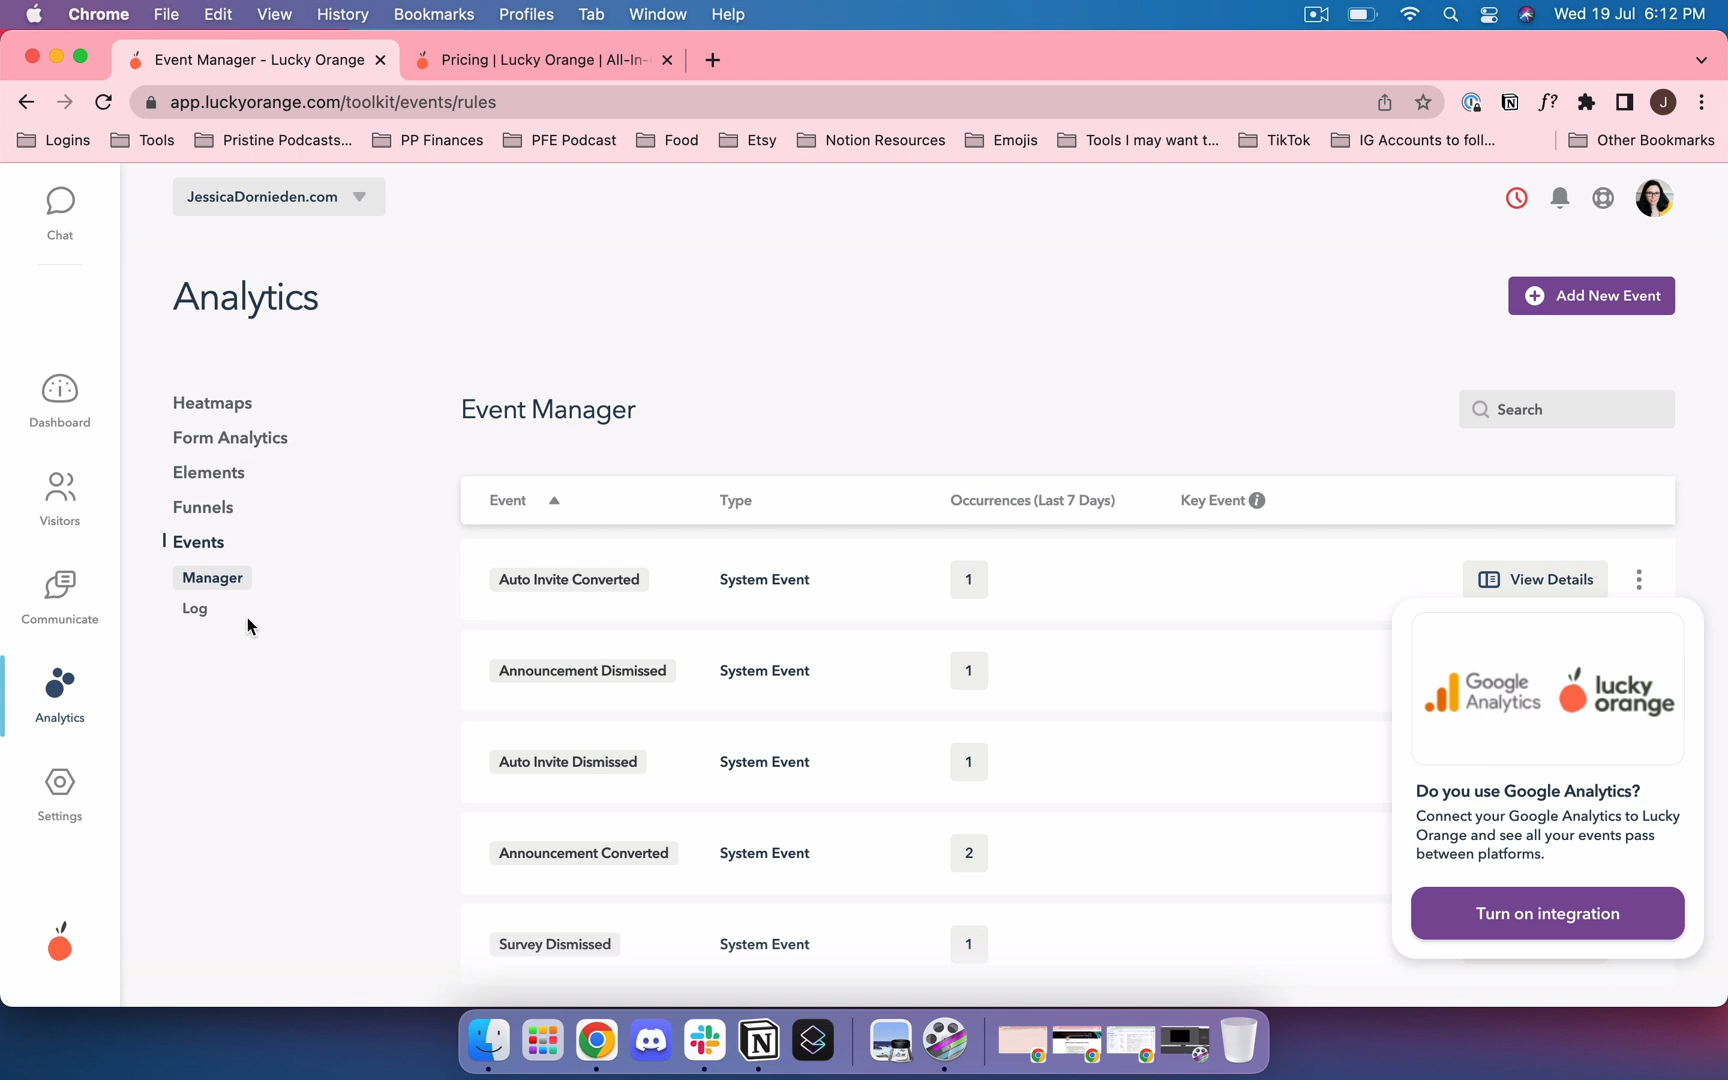 Chrome File Edit View History Bookmarks Profiles Tab Window Help Wed 19 Jul 6:12 PM
Event Manager - Lucky Orange
Pricing | Lucky Orange | All-In-
app.luckyorange.com/toolkit/events/rules
J
Logins Tools Pristine Podcasts... PP Finances PFE Podcast Food Etsy Notion Resources Emojis Tools I may want t... TikTok IG Accounts to foll... Other Bookmarks
Chat
Dashboard
Visitors
Communicate
Analytics
Settings
JessicaDornieden.com
Analytics
Add New Event
Heatmaps
Form Analytics
Elements
Funnels
Events
Manager
Log
Event Manager
Search
Event Type Occurrences (Last 7 Days) Key Event
Auto Invite Converted System Event 1 View Details
Announcement Dismissed System Event 1
Auto Invite Dismissed System Event 1
Announcement Converted System Event 2
Survey Dismissed System Event 1
Google
Analytics
lucky
orange
Do you use Google Analytics?
Connect your Google Analytics to Lucky
Orange and see all your events pass
between platforms.
Turn on integration